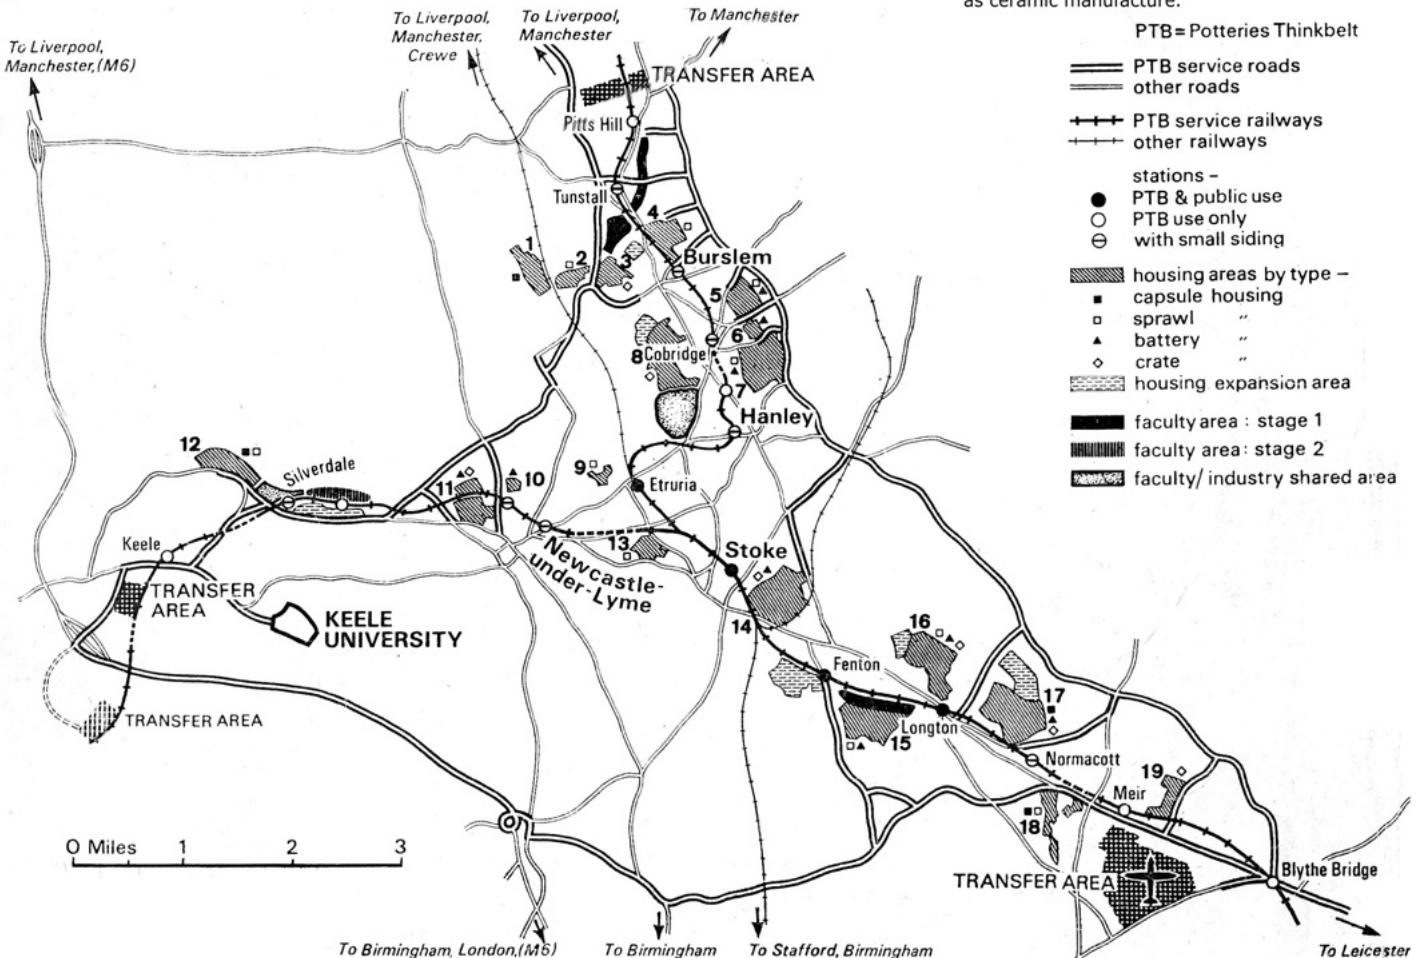 as ceramic manufacture.
PTB= Potteries Thinkbelt
PTB service roads
other roads
PTB service railways
other railways
stations –
PTB & public use
PTB use only
with small siding
housing areas by type –
capsule housing
sprawl "
battery "
crate "
housing expansion area
faculty area : stage 1
faculty area : stage 2
faculty/ industry shared area
To Liverpool,
Manchester,(M6)
To Liverpool,
Manchester,
Crewe
To Liverpool,
Manchester
To Manchester
TRANSFER AREA
Pitts Hill
Tunstall
4
1
2
3
Burslem
5
6
8
Cobridge
7
Hanley
12
Silverdale
11
10
9
Etruria
Keele
13
Stoke
Newcastle-
under-Lyme
TRANSFER
AREA
KEELE
UNIVERSITY
14
16
Fenton
17
TRANSFER AREA
15
Longton
Normacott
19
Meir
18
0 Miles
1
2
3
TRANSFER AREA
Blythe Bridge
To Birmingham, London,(M6)
To Birmingham
To Stafford, Birmingham
To Leicester